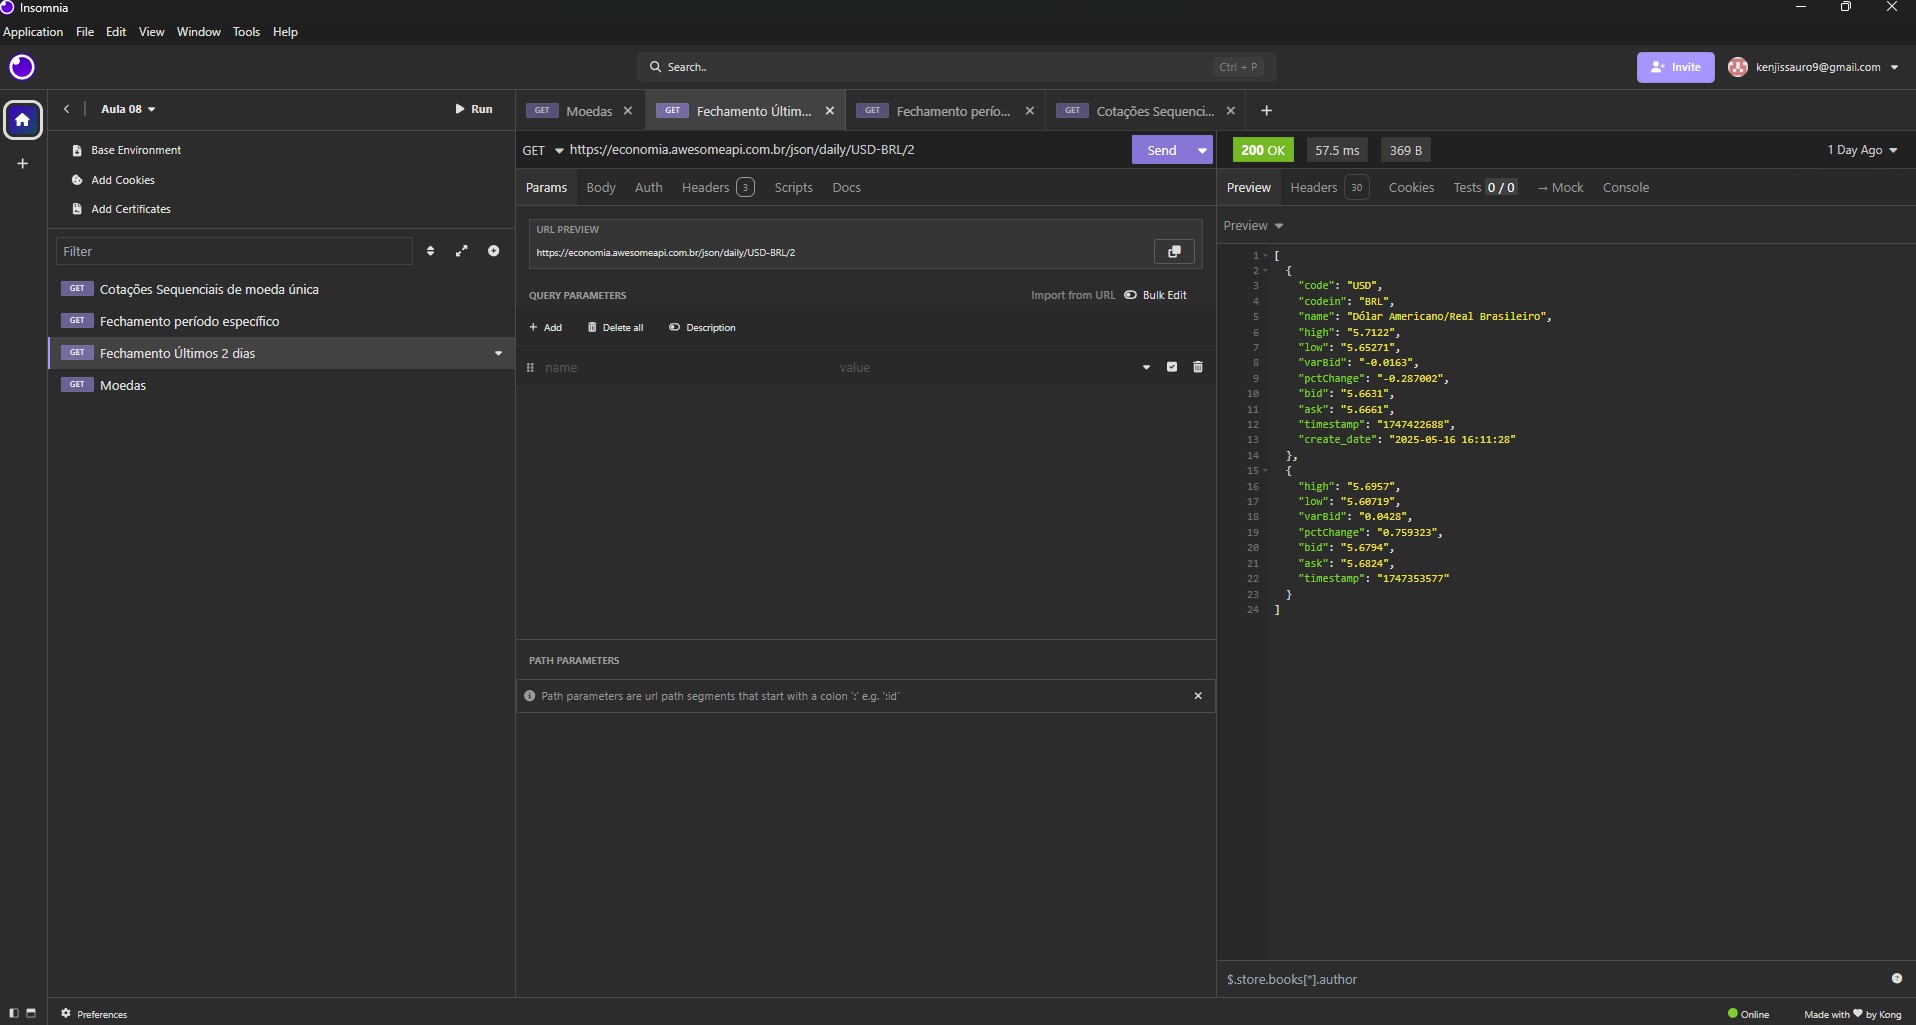 Insomnia
Application File Edit View Window Tools Help
Search.. Ctrl + P
Invite
kenjissauro9@gmail.com
Aula 08
Run
Base Environment
Add Cookies
Add Certificates
Filter
GET Cotações Sequenciais de moeda única
GET Fechamento período específico
GET Fechamento Últimos 2 dias
GET Moedas
GET Moedas
GET Fechamento Últim...
GET Fechamento perío...
GET Cotações Sequenci...
GET https://economia.awesomeapi.com.br/json/daily/USD-BRL/2
Send
Params Body Auth Headers 3 Scripts Docs
URL PREVIEW
https://economia.awesomeapi.com.br/json/daily/USD-BRL/2
QUERY PARAMETERS
Import from URL Bulk Edit
Add Delete all Description
name value
PATH PARAMETERS
Path parameters are url path segments that start with a colon ':' e.g. ':id'
200 OK 57.5 ms 369 B
1 Day Ago
Preview Headers 30 Cookies Tests 0 / 0 → Mock Console
Preview
1 [
2 {
3 "code": "USD",
4 "codein": "BRL",
5 "name": "Dólar Americano/Real Brasileiro",
6 "high": "5.7122",
7 "low": "5.65271",
8 "varBid": "-0.0163",
9 "pctChange": "-0.287002",
10 "bid": "5.6631",
11 "ask": "5.6661",
12 "timestamp": "1747422688",
13 "create_date": "2025-05-16 16:11:28"
14 },
15 {
16 "high": "5.6957",
17 "low": "5.60719",
18 "varBid": "0.0428",
19 "pctChange": "0.759323",
20 "bid": "5.6794",
21 "ask": "5.6824",
22 "timestamp": "1747353577"
23 }
24 ]
$.store.books[*].author
Preferences
Online
Made with ♥ by Kong